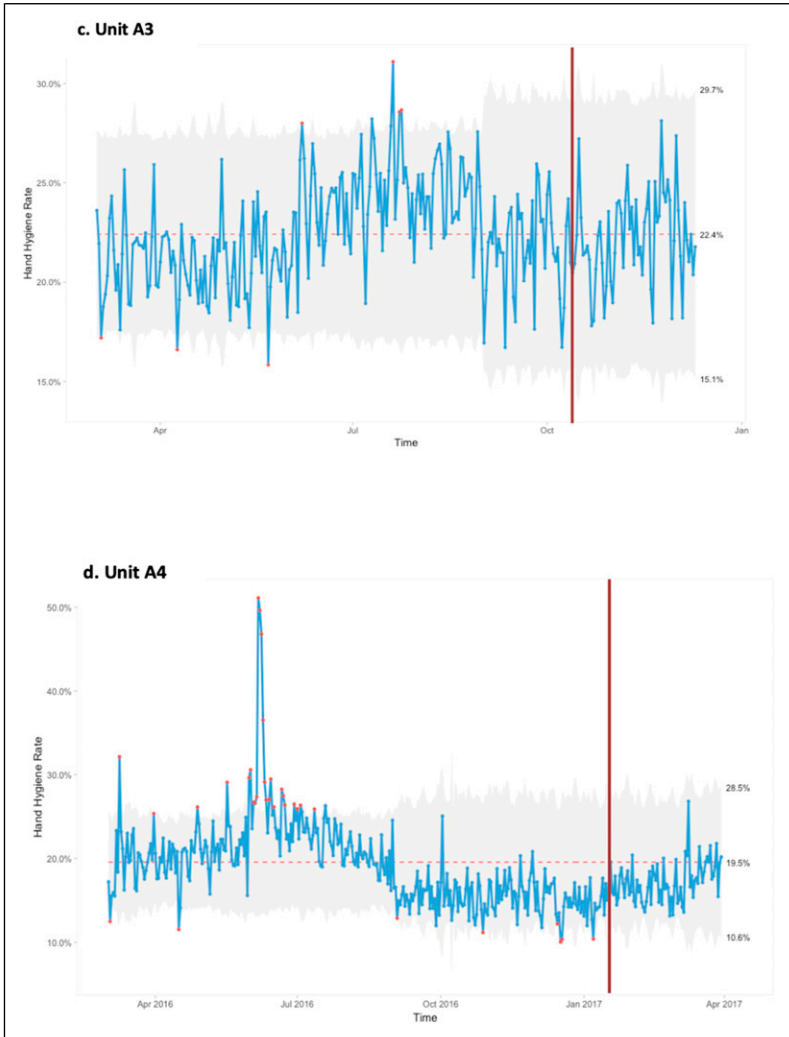 c. Unit A3
30.0%
25.0%
20.0%
15.0%
Hand Hygiene Rate
29.7%
22.4%
15.1%
Apr
Jul
Oct
Jan
Time
d. Unit A4
50.0%
40.0%
30.0%
20.0%
10.0%
Hand Hygiene Rate
28.5%
19.5%
10.6%
Apr 2016
Jul 2016
Oct 2016
Jan 2017
Apr 2017
Time